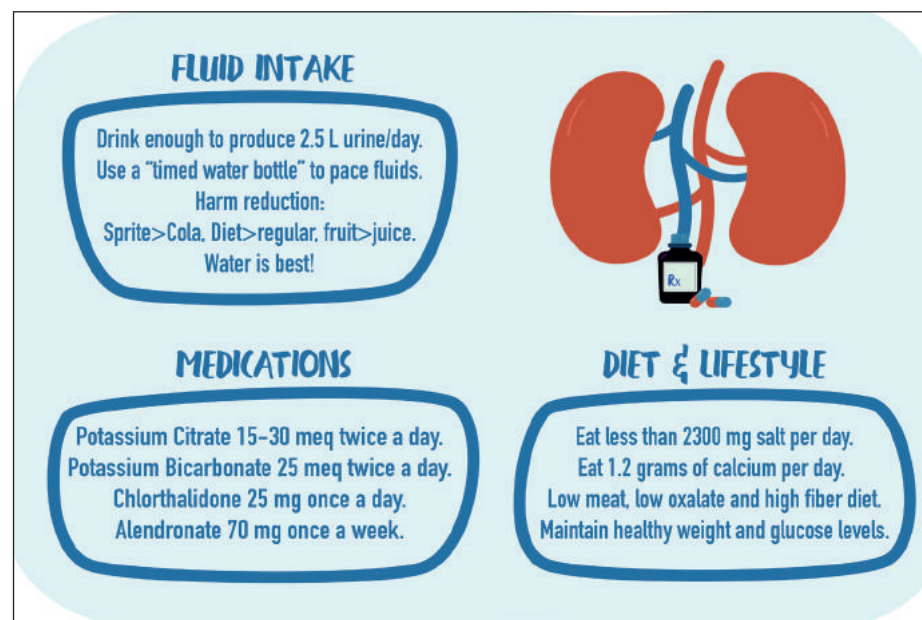 FLUID INTAKE
Drink enough to produce 2.5 L urine/day.
Use a “timed water bottle” to pace fluids.
Harm reduction:
Sprite>Cola, Diet>regular, fruit>juice.
Water is best!
Rx
MEDICATIONS
Potassium Citrate 15–30 meq twice a day.
Potassium Bicarbonate 25 meq twice a day.
Chlorthalidone 25 mg once a day.
Alendronate 70 mg once a week.
DIET & LIFESTYLE
Eat less than 2300 mg salt per day.
Eat 1.2 grams of calcium per day.
Low meat, low oxalate and high fiber diet.
Maintain healthy weight and glucose levels.